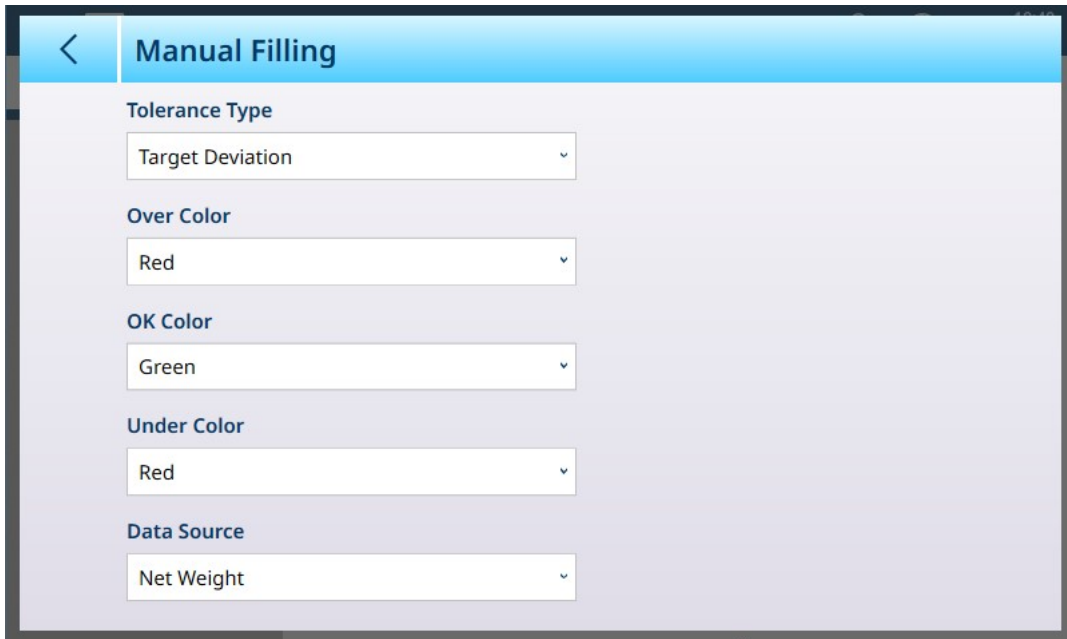 Manual Filling
Tolerance Type
Target Deviation
Over Color
Red
OK Color
Green
Under Color
Red
Data Source
Net Weight